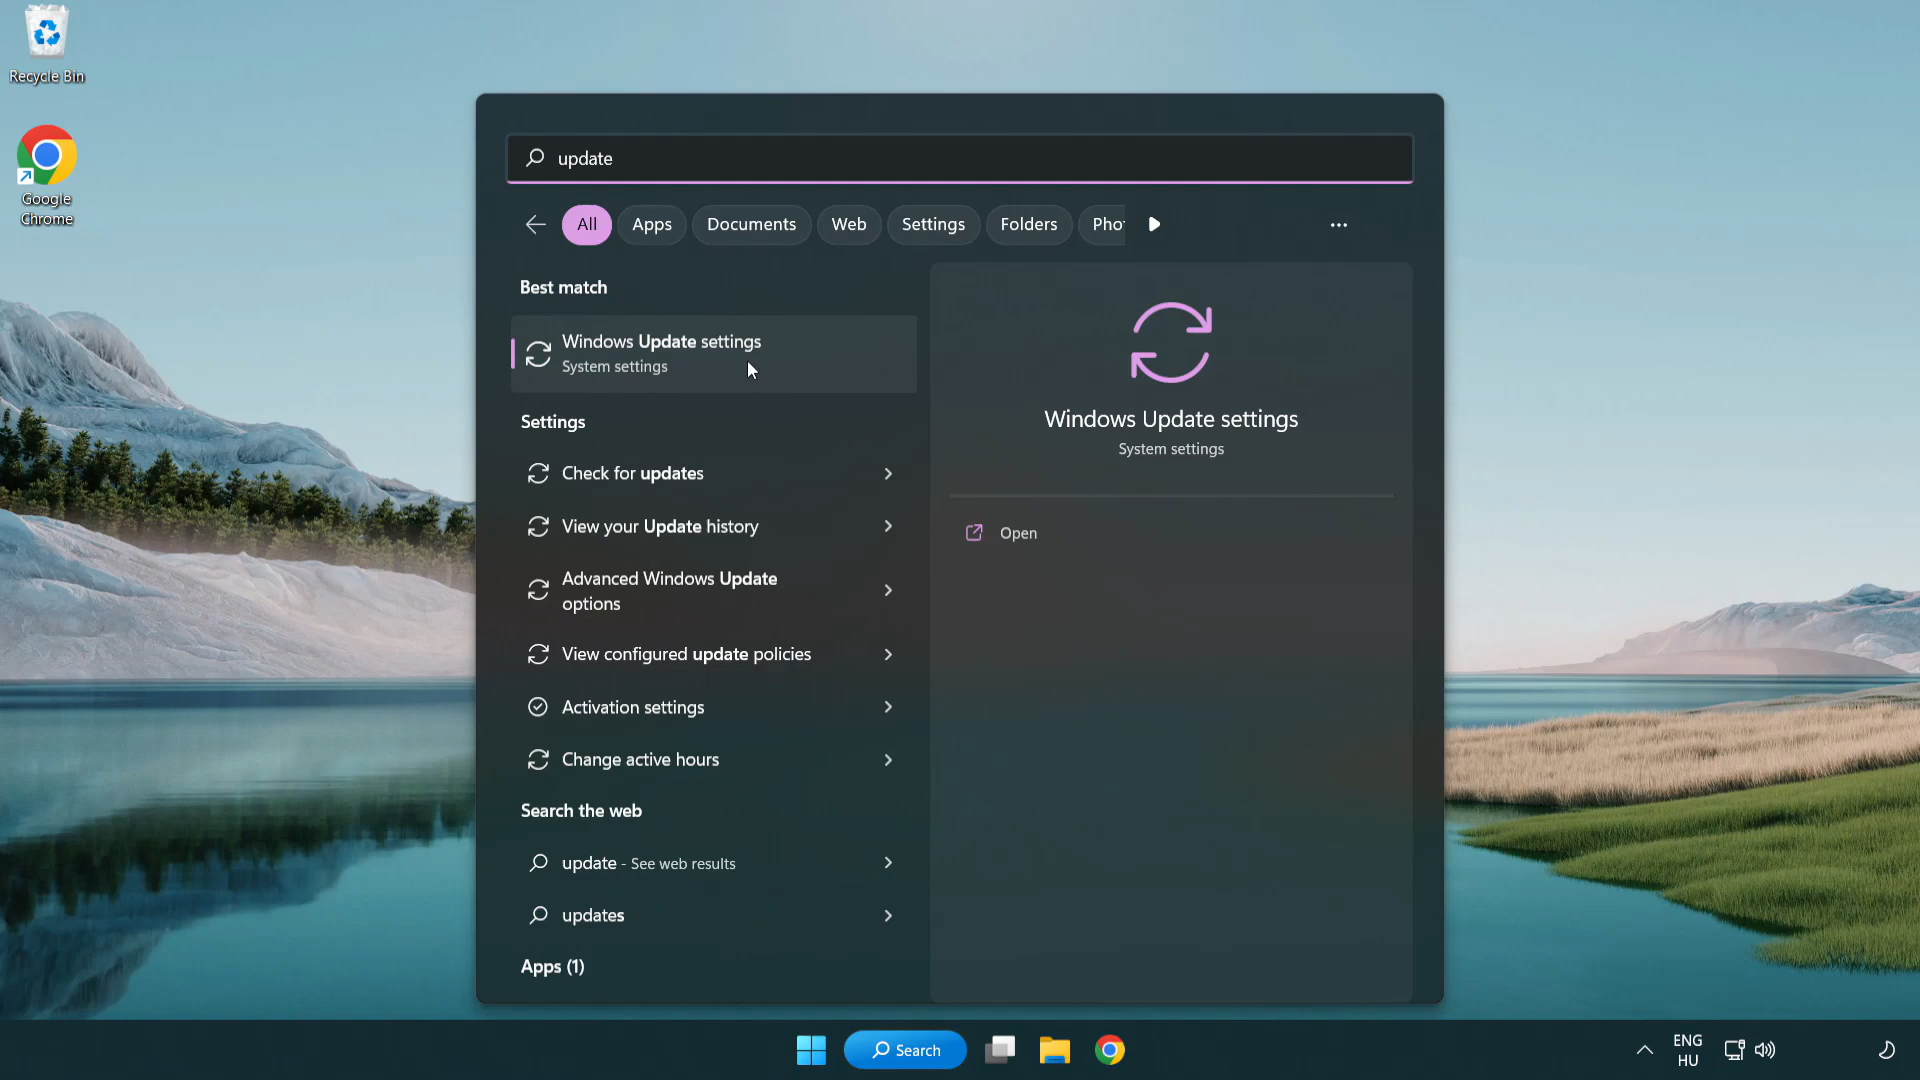 Recycle Bin
Google
Chrome
update
All
Apps
Documents
Web
Settings
Folders
Pho
Best match
Windows Update settings
System settings
Settings
Check for updates
View your Update history
Advanced Windows Update
options
View configured update policies
Activation settings
Change active hours
Search the web
update - See web results
updates
Apps (1)
Windows Update settings
System settings
Open
Search
ENG
HU